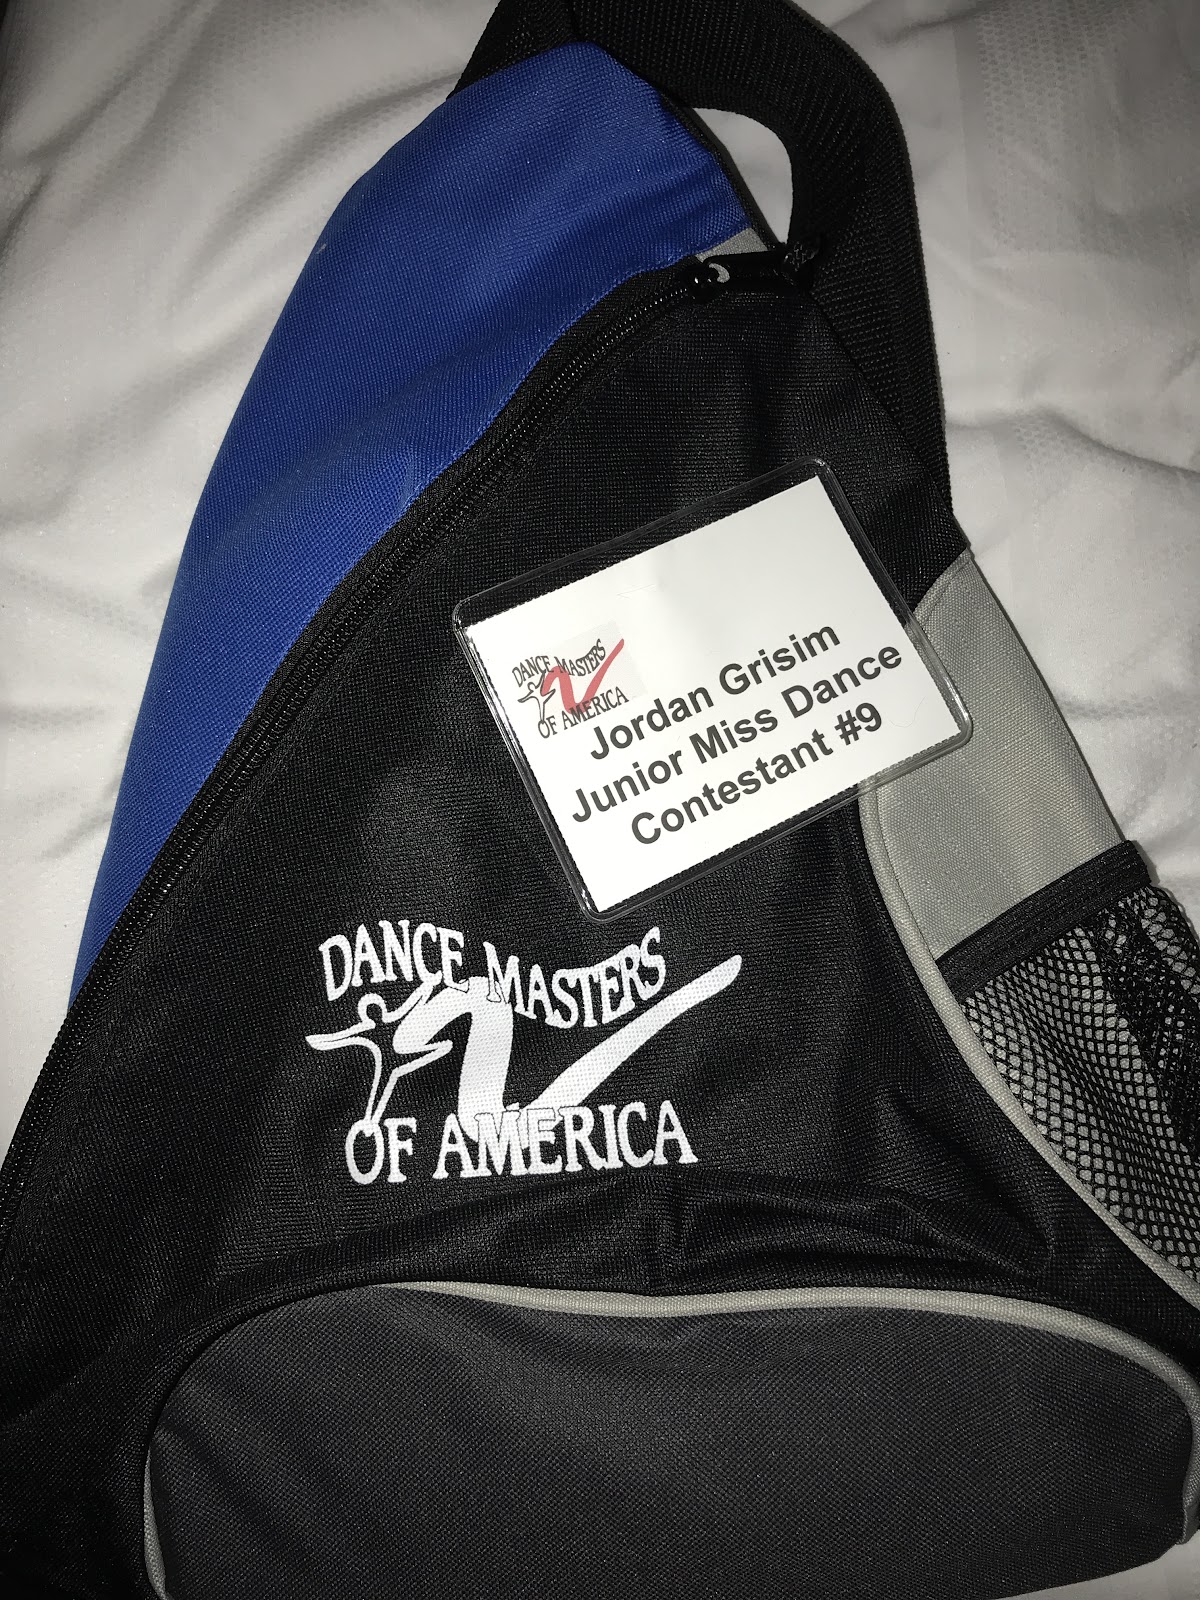 DANCE MASTERS
OF AMERICA
Jordan Grisim
Junior Miss Dance
Contestant #9
DANCE MASTERS
OF AMERICA